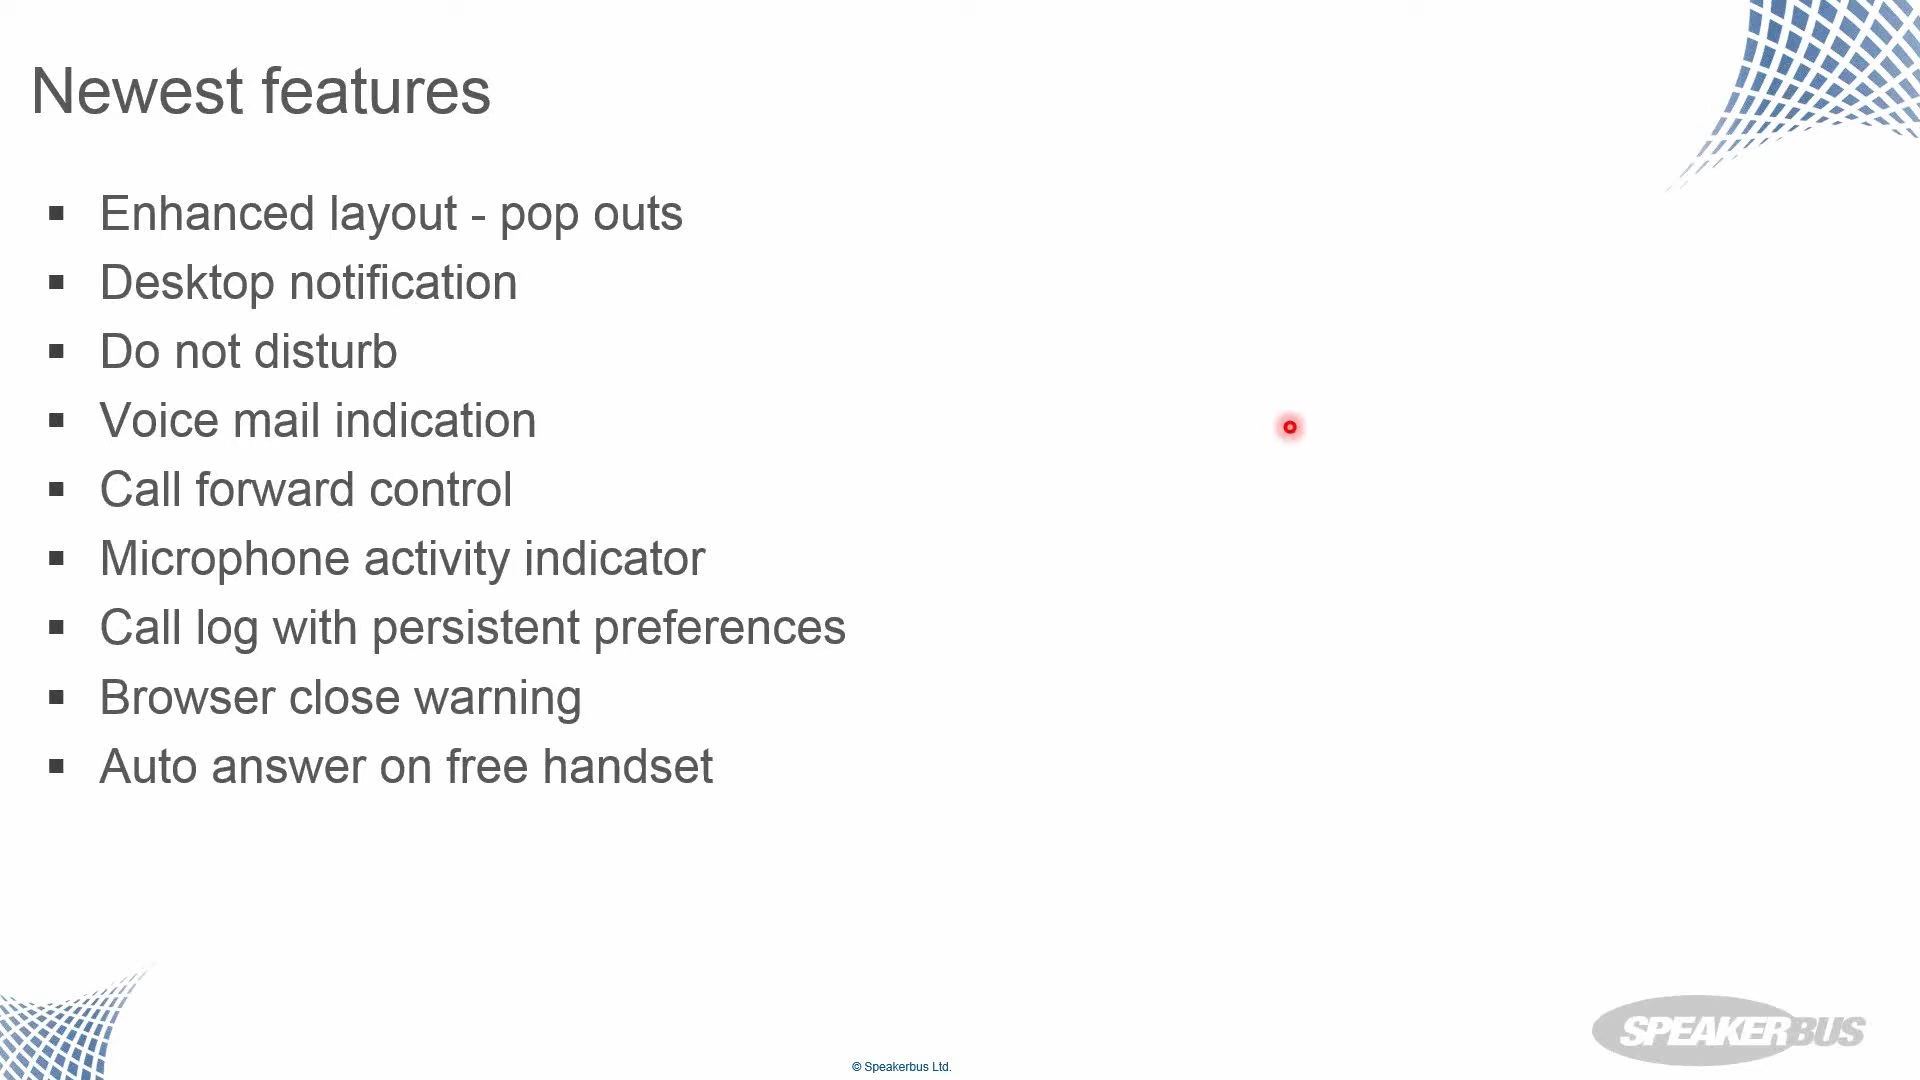 Newest features
Enhanced layout - pop outs
Desktop notification
Do not disturb
Voice mail indication
Call forward control
Microphone activity indicator
Call log with persistent preferences
Browser close warning
Auto answer on free handset
SPEAKERBUS
© Speakerbus Ltd.